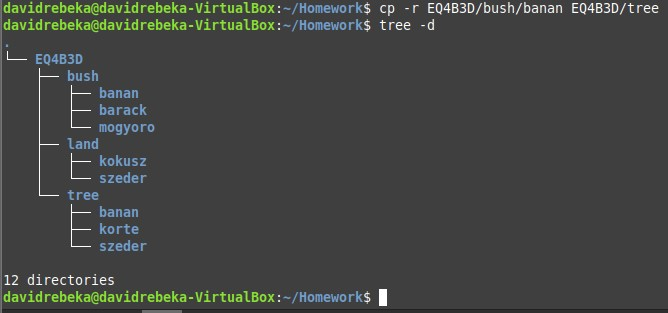 davidrebeka@davidrebeka-VirtualBox:~/Homework$ cp -r EQ4B3D/bush/banan EQ4B3D/tree
davidrebeka@davidrebeka-VirtualBox:~/Homework$ tree -d
.
└── EQ4B3D
    ├── bush
    │   ├── banan
    │   ├── barack
    │   └── mogyoro
    ├── land
    │   ├── kokusz
    │   └── szeder
    └── tree
        ├── banan
        ├── korte
        └── szeder
12 directories
davidrebeka@davidrebeka-VirtualBox:~/Homework$